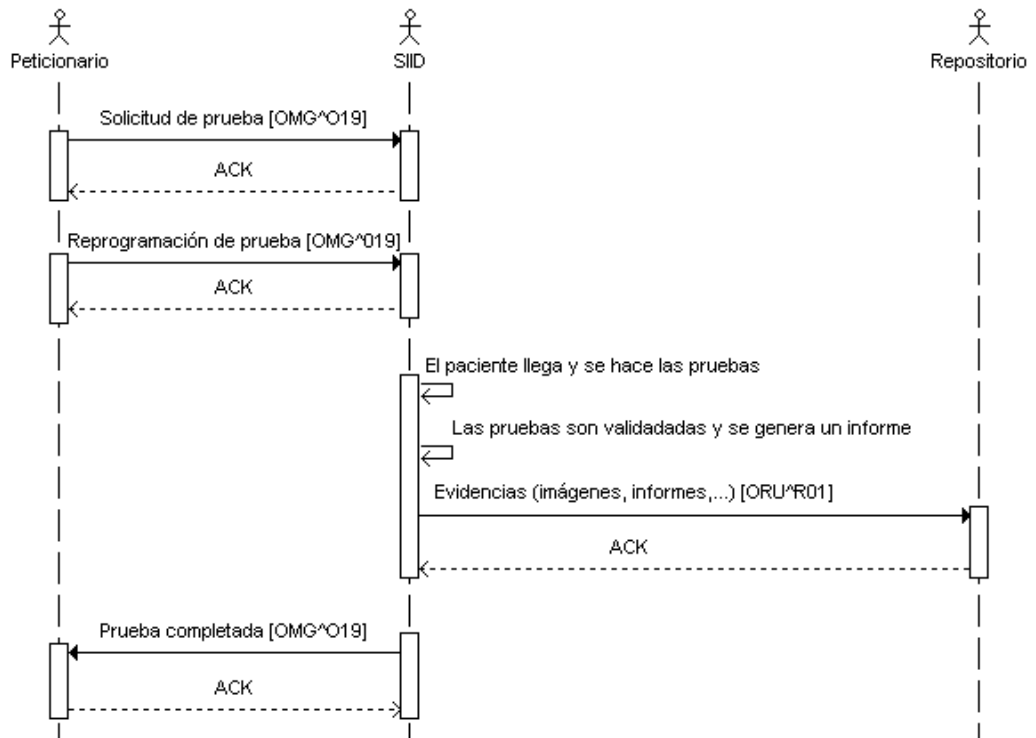 Peticionario
SIID
Repositorio
Solicitud de prueba [OMG^O19]
ACK
Reprogramación de prueba [OMG^019]
ACK
El paciente llega y se hace las pruebas
Las pruebas son validadadas y se genera un informe
Evidencias (imágenes, informes,...) [ORU^R01]
ACK
Prueba completada [OMG^O19]
ACK